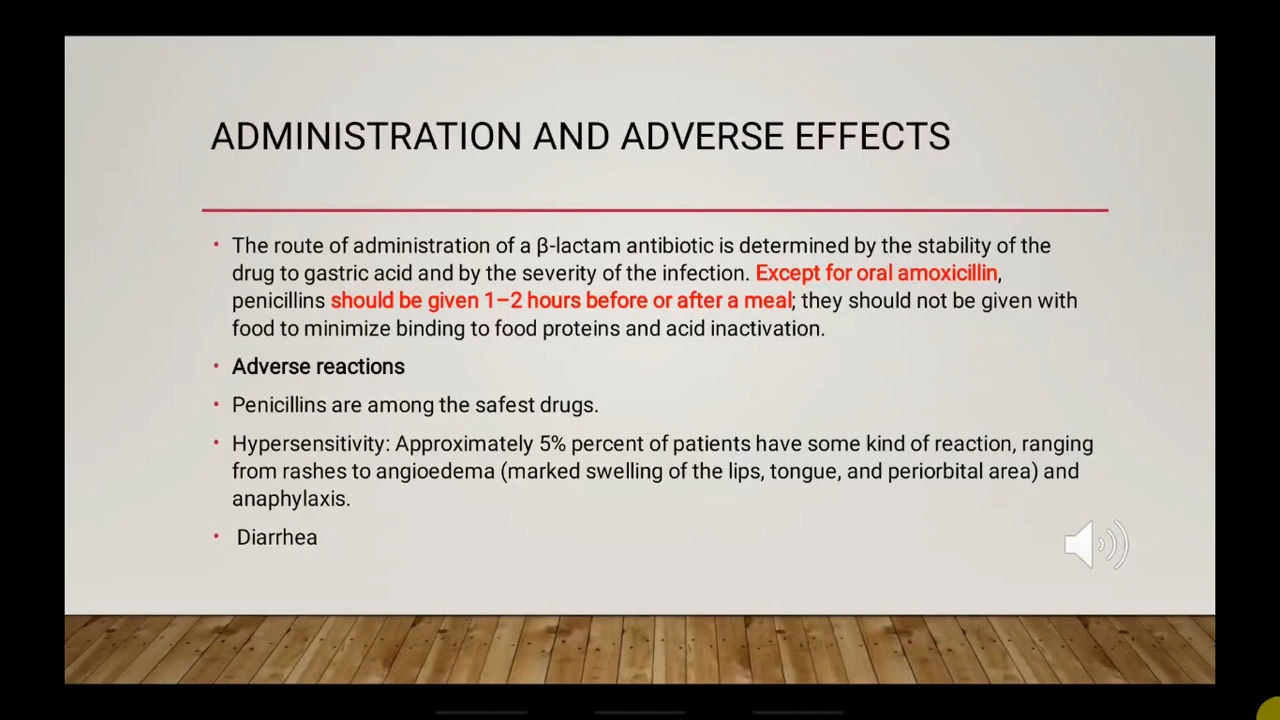 ADMINISTRATION AND ADVERSE EFFECTS
• The route of administration of a β-lactam antibiotic is determined by the stability of the
drug to gastric acid and by the severity of the infection. Except for oral amoxicillin,
penicillins should be given 1–2 hours before or after a meal; they should not be given with
food to minimize binding to food proteins and acid inactivation.
• Adverse reactions
• Penicillins are among the safest drugs.
• Hypersensitivity: Approximately 5% percent of patients have some kind of reaction, ranging
from rashes to angioedema (marked swelling of the lips, tongue, and periorbital area) and
anaphylaxis.
• Diarrhea